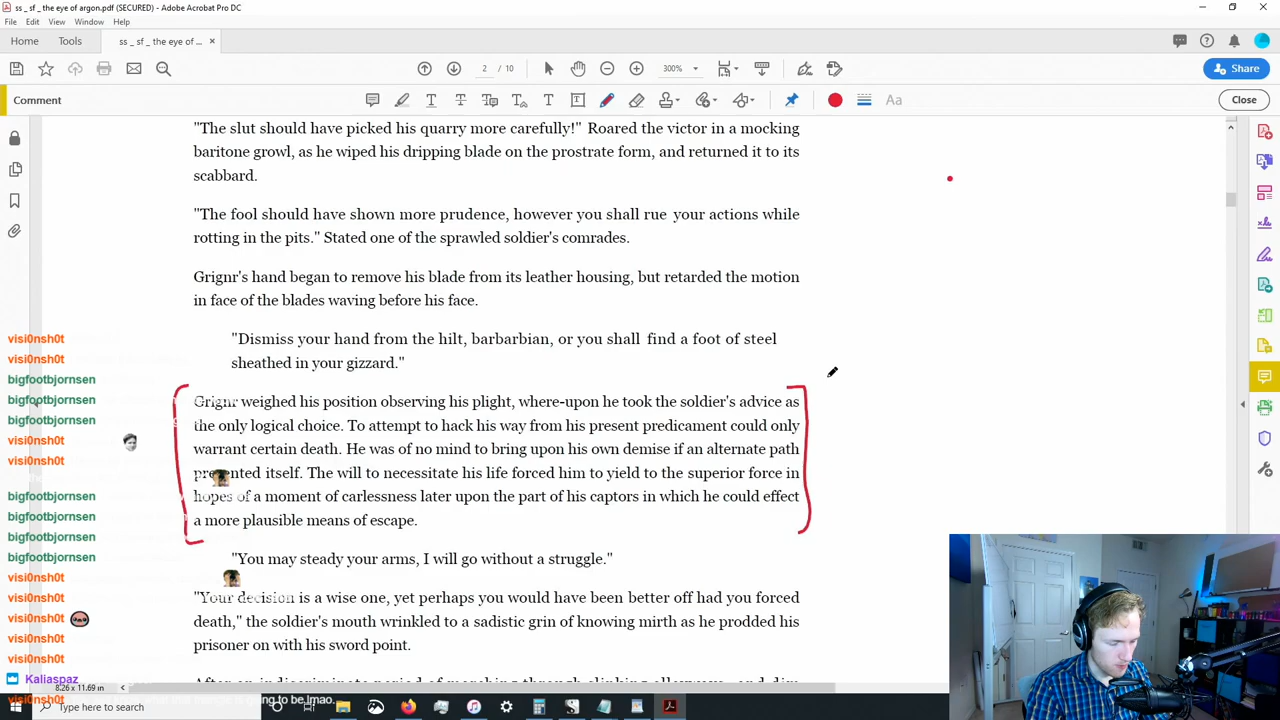 ss _ sf _ the eye of argon.pdf (SECURED) - Adobe Acrobat Pro DC
File Edit View Window Help
Home Tools ss _ sf _ the eye of ... ×
2 / 10 300% Share
Comment Aa Close
"The slut should have picked his quarry more carefully!" Roared the victor in a mocking
baritone growl, as he wiped his dripping blade on the prostrate form, and returned it to its
scabbard.
"The fool should have shown more prudence, however you shall rue your actions while
rotting in the pits." Stated one of the sprawled soldier's comrades.
Grignr's hand began to remove his blade from its leather housing, but retarded the motion
in face of the blades waving before his face.
"Dismiss your hand from the hilt, barbarbian, or you shall find a foot of steel
sheathed in your gizzard."
Grignr weighed his position observing his plight, where-upon he took the soldier's advice as
the only logical choice. To attempt to hack his way from his present predicament could only
warrant certain death. He was of no mind to bring upon his own demise if an alternate path
presented itself. The will to necessitate his life forced him to yield to the superior force in
hopes of a moment of carlessness later upon the part of his captors in which he could effect
a more plausible means of escape.
"You may steady your arms, I will go without a struggle."
"Your decision is a wise one, yet perhaps you would have been better off had you forced
death," the soldier's mouth wrinkled to a sadistic grin of knowing mirth as he prodded his
prisoner on with his sword point.
visi0nsh0t
visi0nsh0t
bigfootbjornsen
bigfootbjornsen
bigfootbjornsen
visi0nsh0t
visi0nsh0t
bigfootbjornsen
bigfootbjornsen
bigfootbjornsen
bigfootbjornsen
visi0nsh0t
visi0nsh0t
visi0nsh0t
visi0nsh0t
visi0nsh0t
Kaliaspaz
8.26 x 11.69 in
visi0nsh0t going to be lmao.
Type here to search